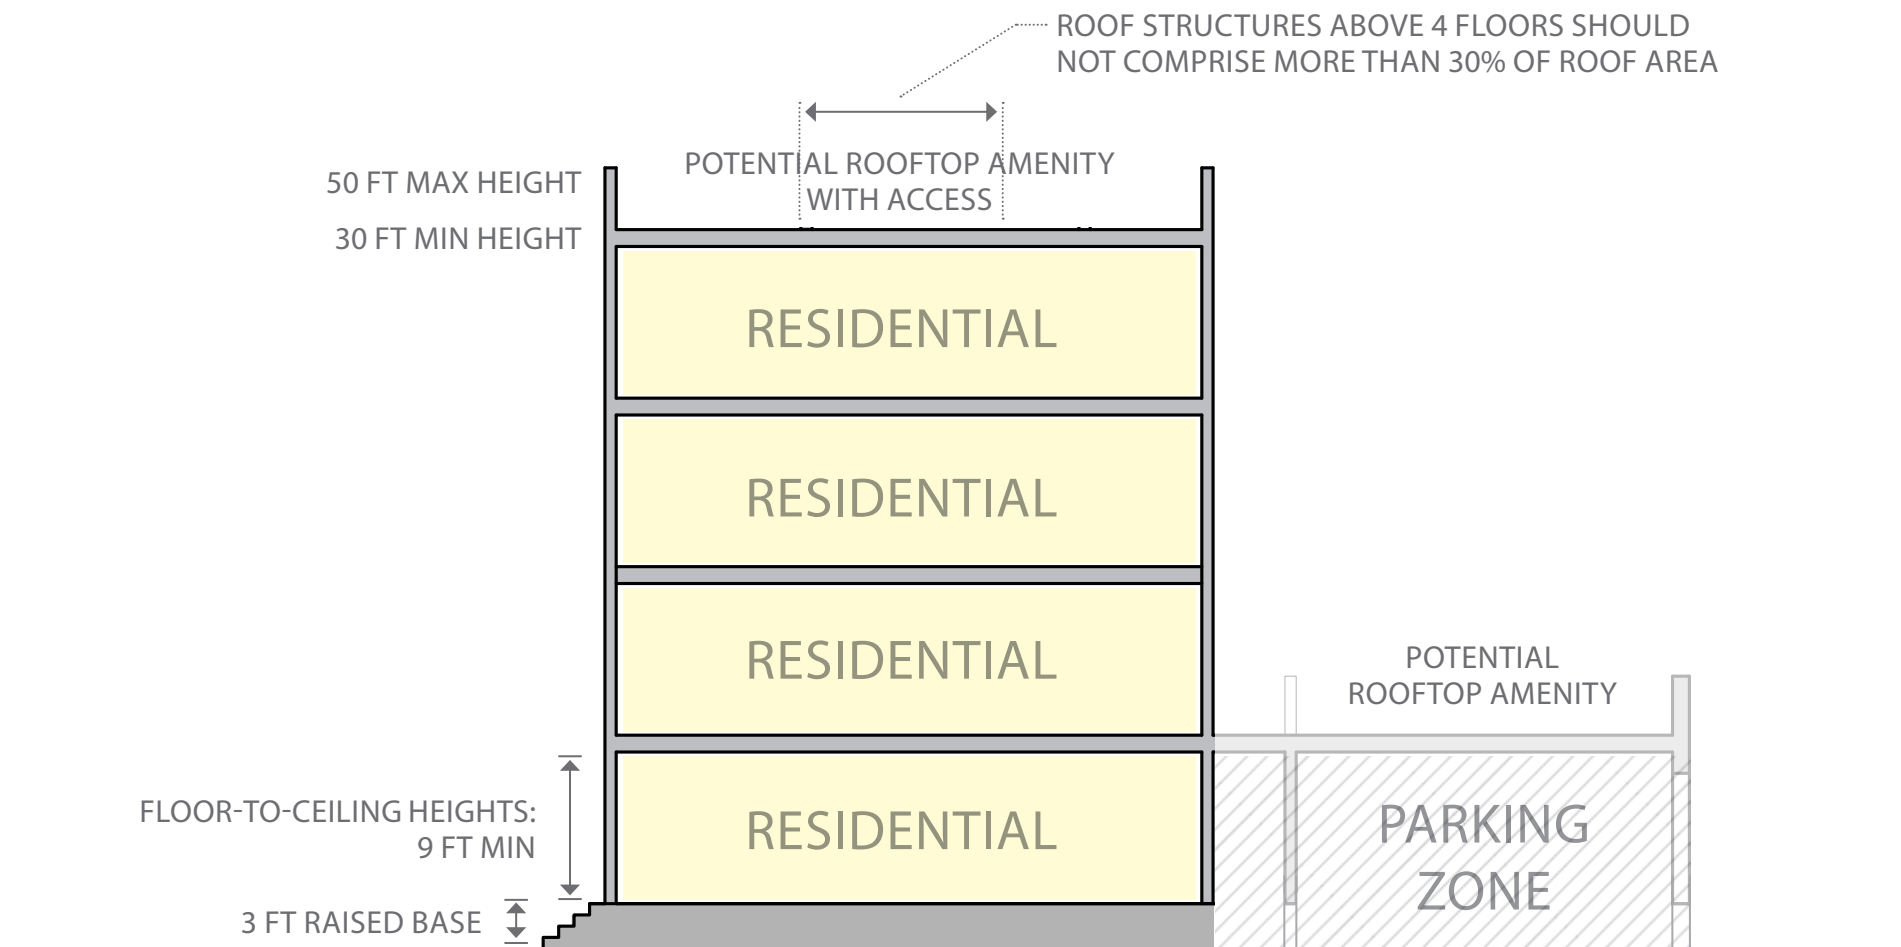 ROOF STRUCTURES ABOVE 4 FLOORS SHOULD
NOT COMPRISE MORE THAN 30% OF ROOF AREA
POTENTIAL ROOFTOP AMENITY
WITH ACCESS
50 FT MAX HEIGHT
30 FT MIN HEIGHT
RESIDENTIAL
RESIDENTIAL
RESIDENTIAL
POTENTIAL
ROOFTOP AMENITY
FLOOR-TO-CEILING HEIGHTS:
9 FT MIN
RESIDENTIAL
PARKING
ZONE
3 FT RAISED BASE